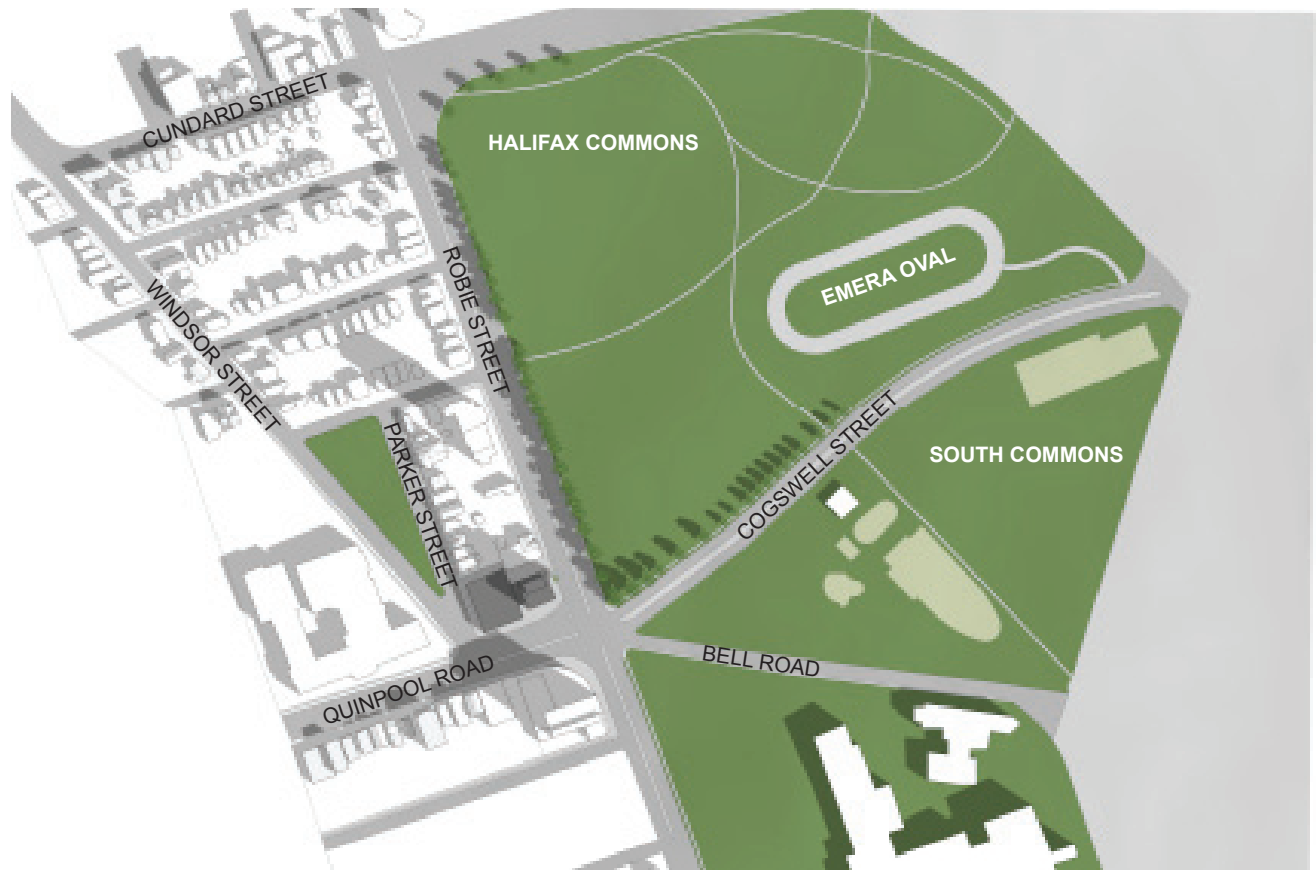 CUNDARD STREET
HALIFAX COMMONS
ROBIE STREET
EMERA OVAL
WINDSOR STREET
PARKER STREET
COGSWELL STREET
SOUTH COMMONS
BELL ROAD
QUINPOOL ROAD